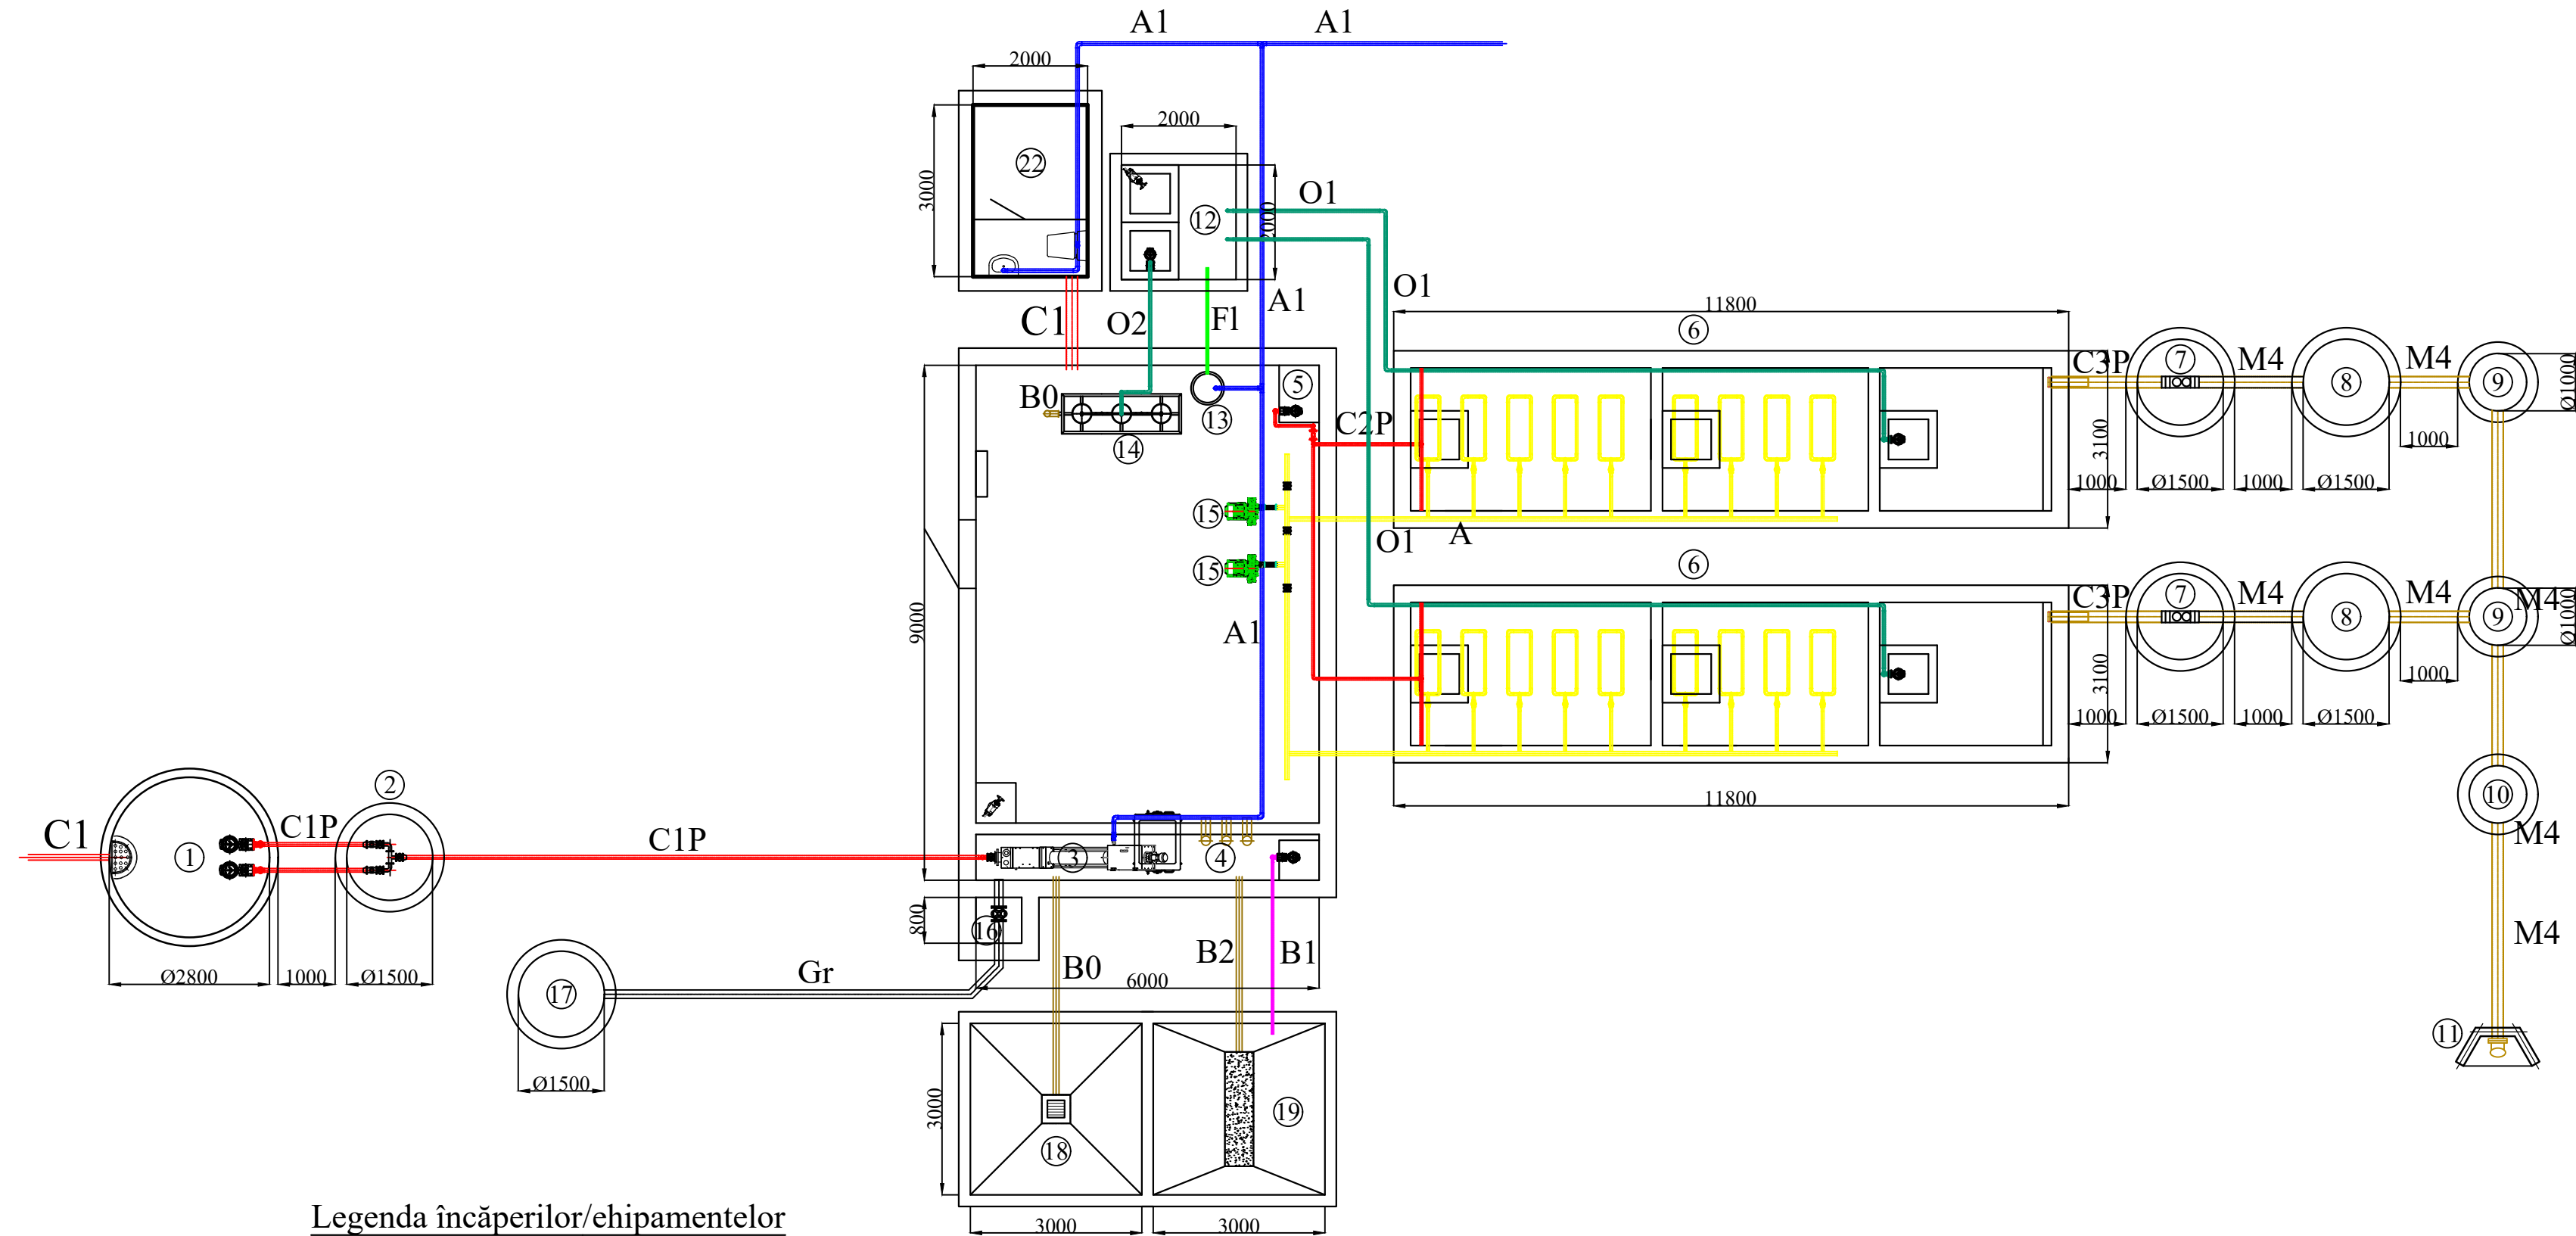 A1 A1
2000
2000
22
3000
12
2000
O1
C1
O2
F1
A1
O1
11800
6
B0
13
14
5
C2P
C3P
7
M4
8
M4
9
Ø1000
3100
1000
1000
Ø1500
1000
Ø1500
15
A
O1
15
6
9000
A1
C3P
7
M4
8
M4
9
M4
Ø1000
3100
1000
1000
Ø1500
1000
Ø1500
11800
2
10
C1
1
C1P
C1P
3
4
M4
800
16
M4
Ø2800
1000
Ø1500
17
Gr
B0
B2
B1
6000
11
Ø1500
3000
18
19
3000
3000
Legenda încăperilor/ehipamentelor